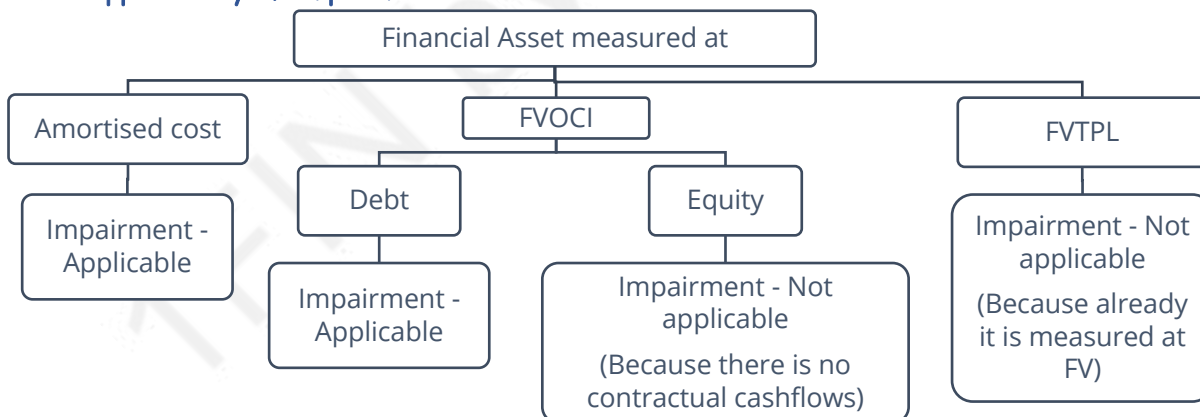 Financial Asset measured at
Amortised cost
FVOCI
FVTPL
Debt
Equity
Impairment -
Applicable
Impairment -
Applicable
Impairment - Not
applicable
(Because there is no
contractual cashflows)
Impairment - Not
applicable
(Because already
it is measured at
FV)